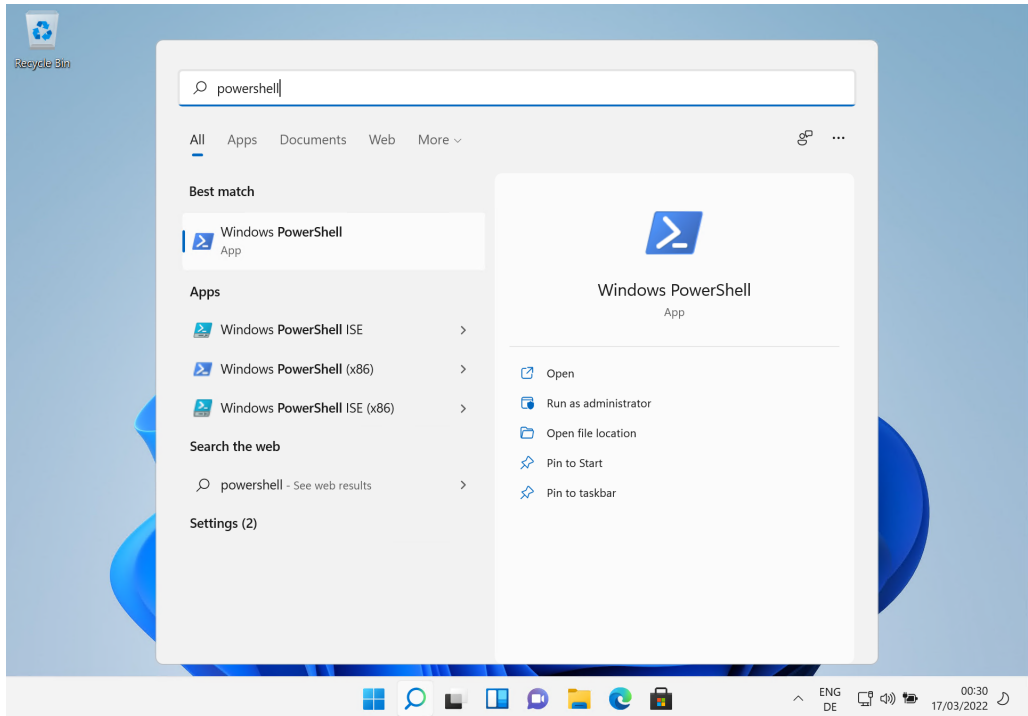 Recycle Bin
powershell
All Apps Documents Web More
Best match
Windows PowerShell
App
Apps
Windows PowerShell ISE
Windows PowerShell (x86)
Windows PowerShell ISE (x86)
Search the web
powershell - See web results
Settings (2)
Windows PowerShell
App
Open
Run as administrator
Open file location
Pin to Start
Pin to taskbar
ENG
DE
00:30
17/03/2022